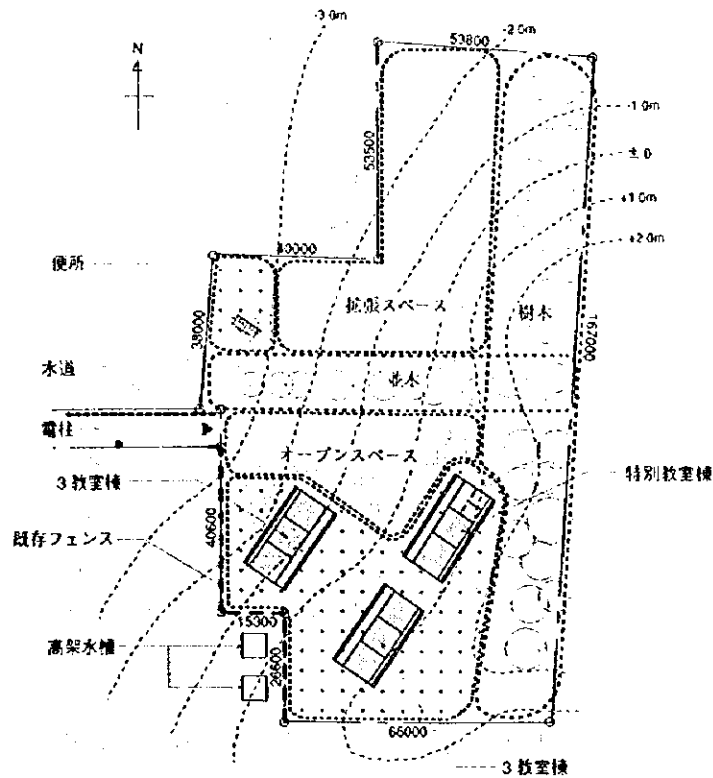 -3.0m
-2.0m
53800
N
-1.0m
±0
53500
+1.0m
+2.0m
40000
便所
拡張スペース
樹木
167000
38000
水道
並木
電柱
オープンスペース
特別教室棟
3教室棟
既存フェンス
40600
15300
高架水槽
26600
66000
3教室棟